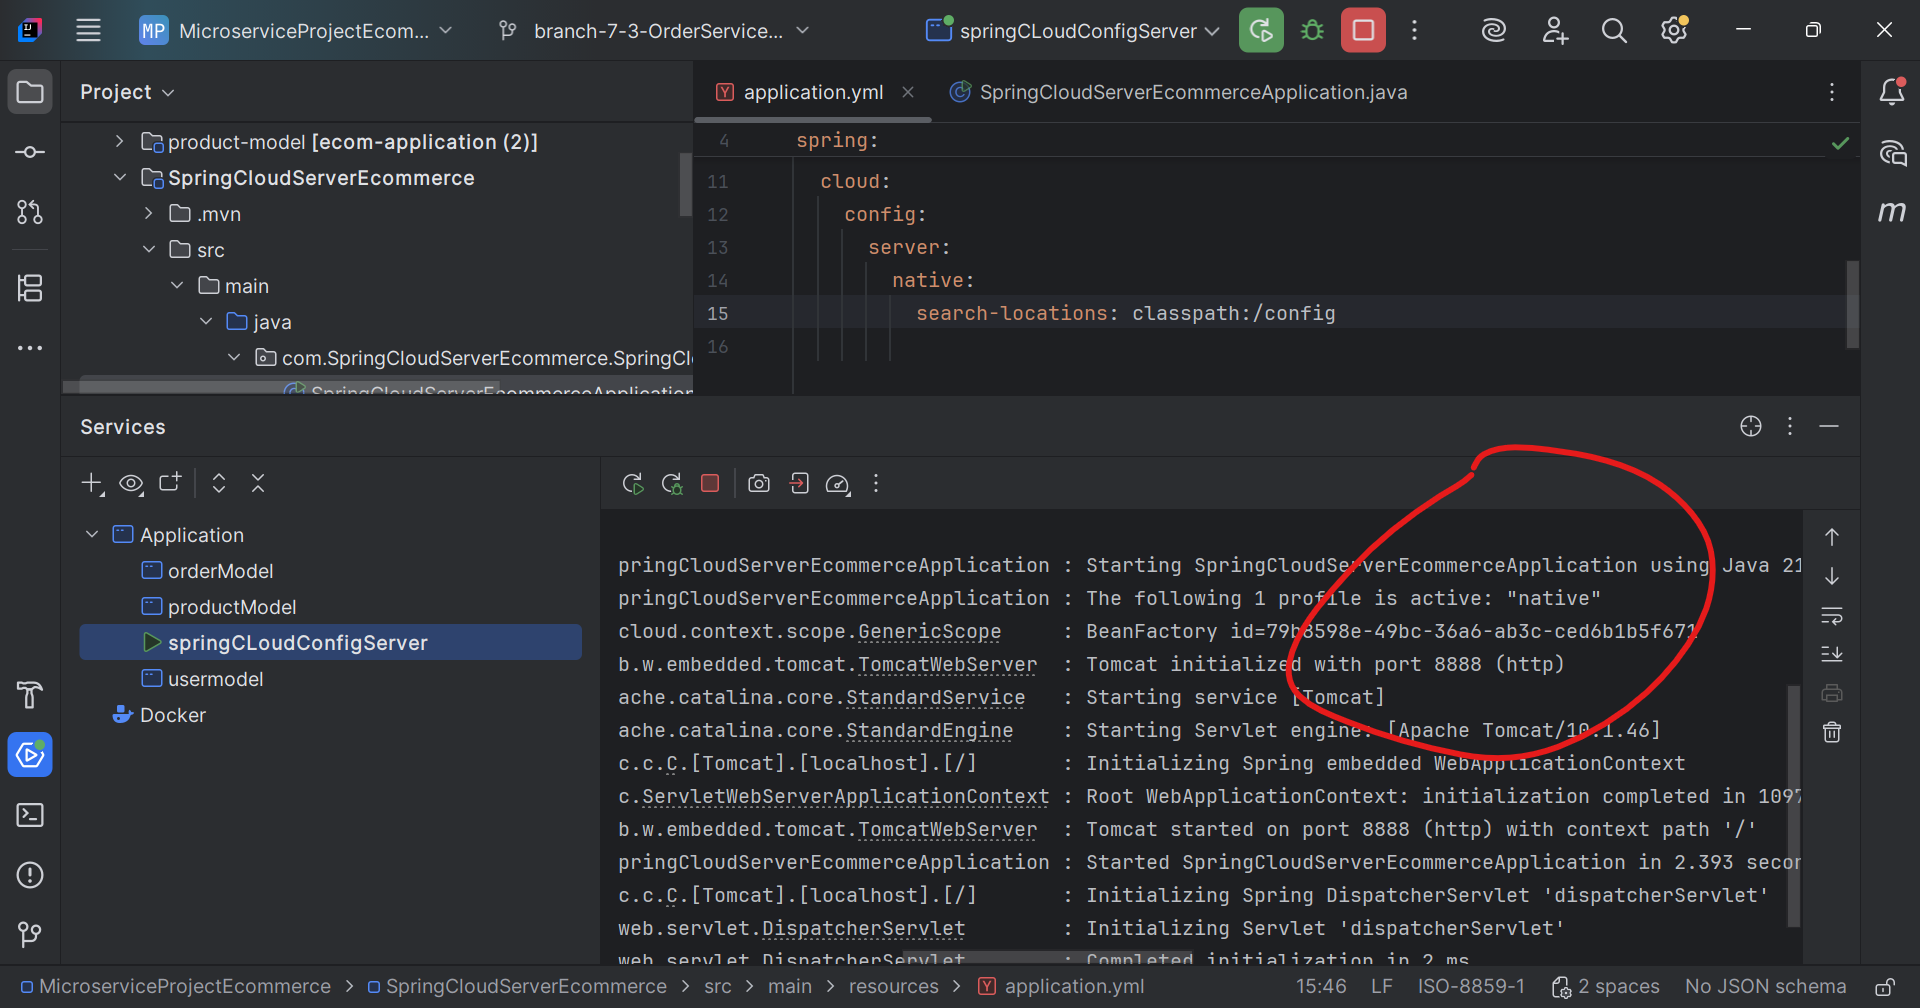 MP MicroserviceProjectEcom... branch-7-3-OrderService... springCLoudConfigServer
Project
product-model [ecom-application (2)]
SpringCloudServerEcommerce
.mvn
src
main
java
com.SpringCloudServerEcommerce.SpringCl
SpringCloudServerEcommerceApplication
application.yml SpringCloudServerEcommerceApplication.java
4 spring:
11 cloud:
12 config:
13 server:
14 native:
15 search-locations: classpath:/config
16
Services
Application
orderModel
productModel
springCLoudConfigServer
usermodel
Docker
pringCloudServerEcommerceApplication : Starting SpringCloudServerEcommerceApplication using Java 21
pringCloudServerEcommerceApplication : The following 1 profile is active: "native"
cloud.context.scope.GenericScope : BeanFactory id=79b8598e-49bc-36a6-ab3c-ced6b1b5f671
b.w.embedded.tomcat.TomcatWebServer : Tomcat initialized with port 8888 (http)
ache.catalina.core.StandardService : Starting service [Tomcat]
ache.catalina.core.StandardEngine : Starting Servlet engine: [Apache Tomcat/10.1.46]
c.c.C.[Tomcat].[localhost].[/] : Initializing Spring embedded WebApplicationContext
c.ServletWebServerApplicationContext : Root WebApplicationContext: initialization completed in 1097
b.w.embedded.tomcat.TomcatWebServer : Tomcat started on port 8888 (http) with context path '/'
pringCloudServerEcommerceApplication : Started SpringCloudServerEcommerceApplication in 2.393 secon
c.c.C.[Tomcat].[localhost].[/] : Initializing Spring DispatcherServlet 'dispatcherServlet'
web.servlet.DispatcherServlet : Initializing Servlet 'dispatcherServlet'
web.servlet.DispatcherServlet : Completed initialization in 2 ms
MicroserviceProjectEcommerce > SpringCloudServerEcommerce > src > main > resources > application.yml 15:46 LF ISO-8859-1 2 spaces No JSON schema